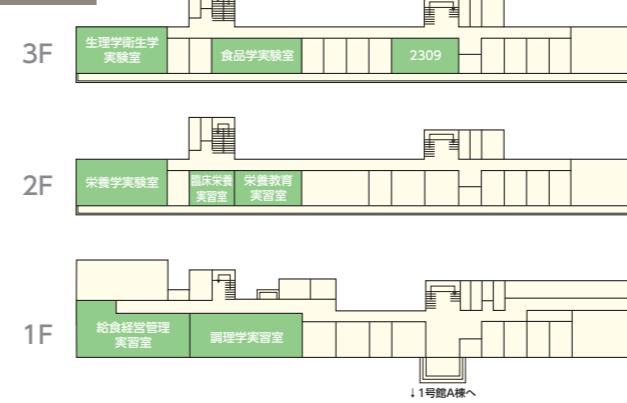 3F
生理学衛生学
実験室
食品学実験室
2309
2F
栄養学実験室
臨床栄養
実習室
栄養教育
実習室
1F
給食経営管理
実習室
調理学実習室
↓1号館A棟へ